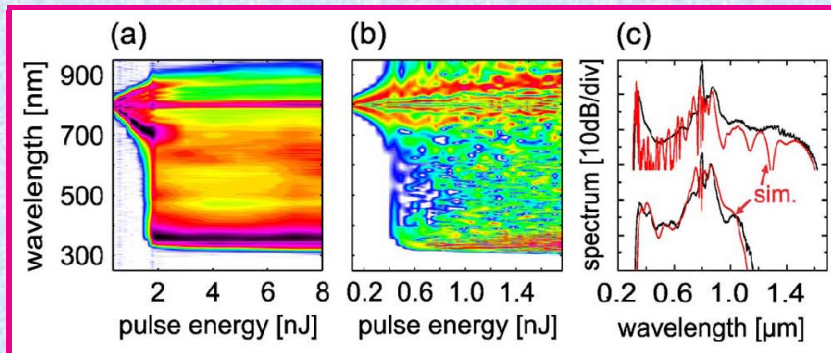 (a) (b) (c)
wavelength [nm]
900
700
500
300
2 4 6 8
pulse energy [nJ]
0.2 0.6 1.0 1.4
pulse energy [nJ]
spectrum [10dB/div]
sim.
0.2 0.6 1.0 1.4
wavelength [µm]